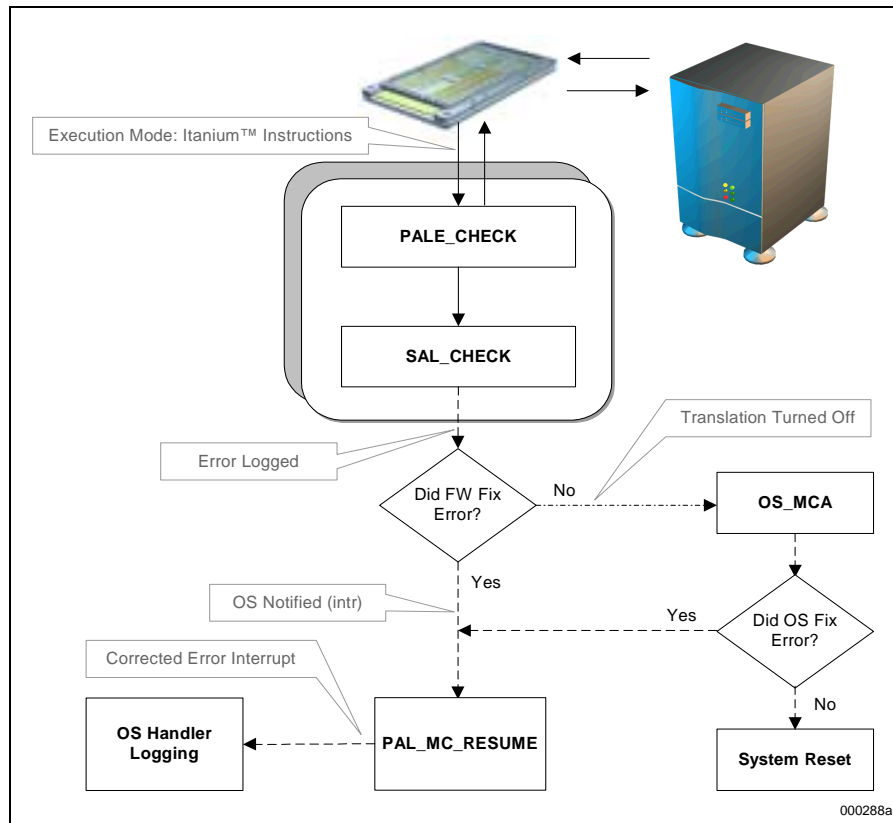 Execution Mode: Itanium™ Instructions
PALE_CHECK
SAL_CHECK
Translation Turned Off
Error Logged
Did FW Fix
Error?
No
OS_MCA
Yes
OS Notified (intr)
Yes
Did OS Fix
Error?
Corrected Error Interrupt
No
OS Handler
Logging
PAL_MC_RESUME
System Reset
000288a